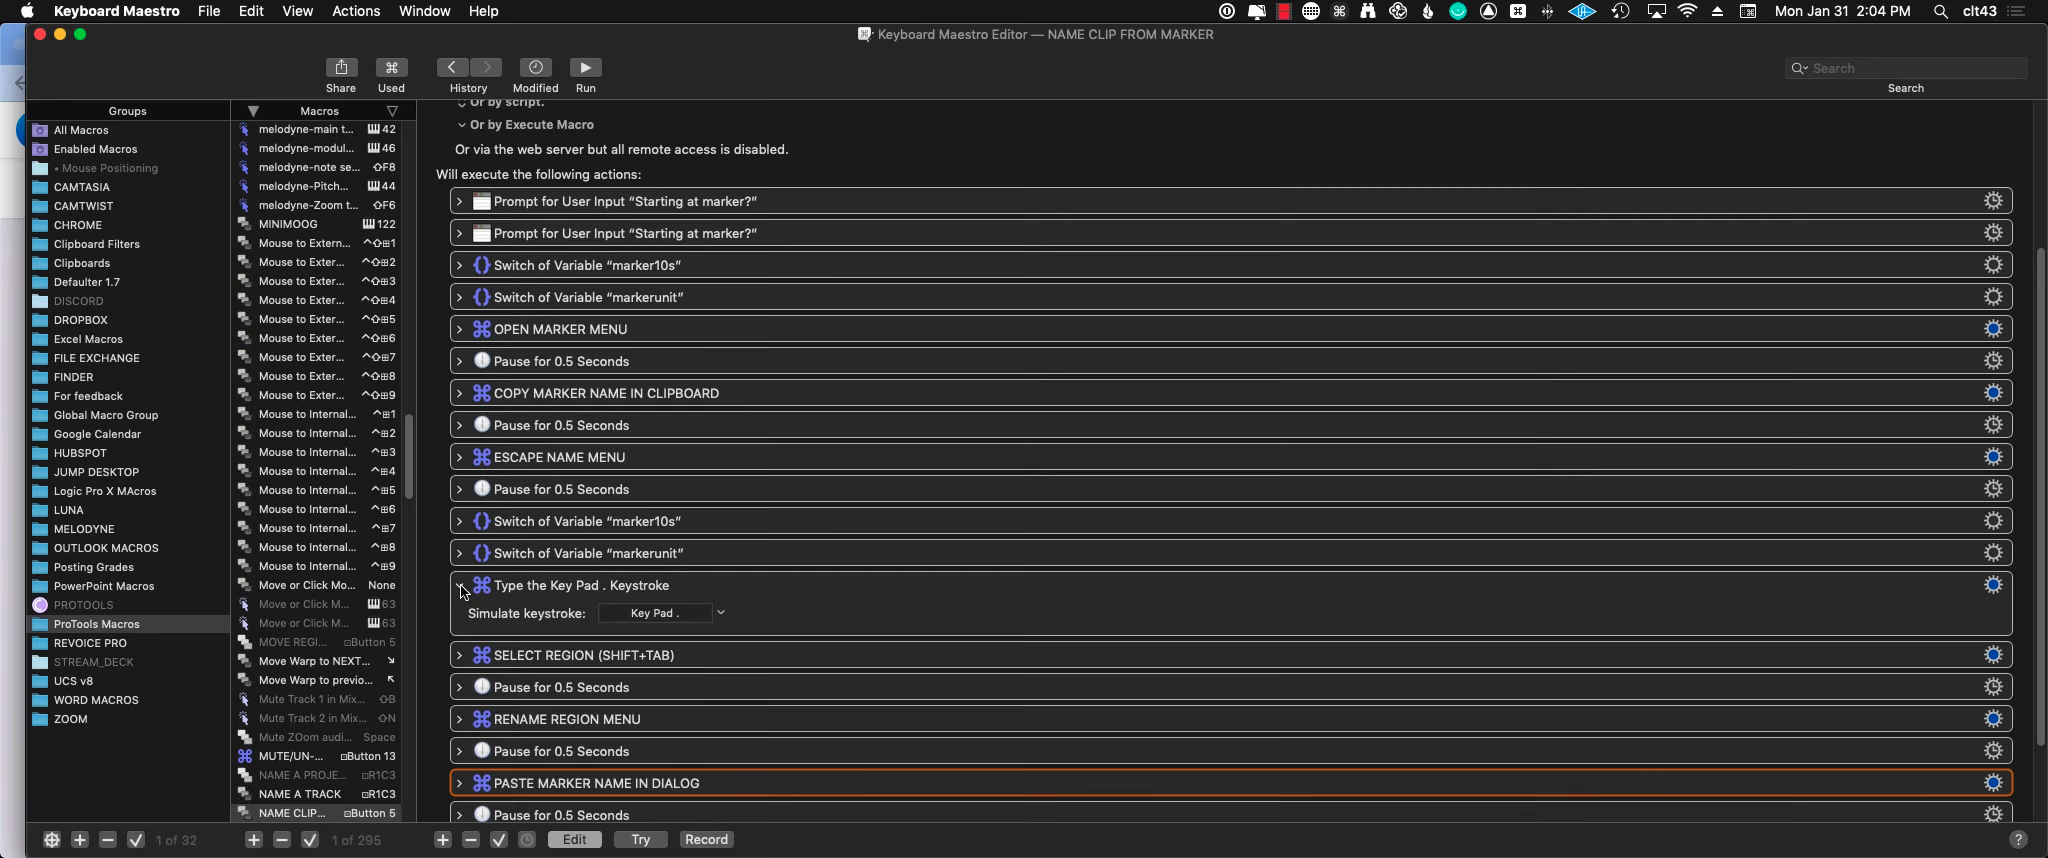 Keyboard Maestro File Edit View Actions Window Help Mon Jan 31 2:04 PM clt43
Keyboard Maestro Editor — NAME CLIP FROM MARKER
Share Used History Modified Run Search
Search
Groups
All Macros
Enabled Macros
• Mouse Positioning
CAMTASIA
CAMTWIST
CHROME
Clipboard Filters
Clipboards
Defaulter 1.7
DISCORD
DROPBOX
Excel Macros
FILE EXCHANGE
FINDER
For feedback
Global Macro Group
Google Calendar
HUBSPOT
JUMP DESKTOP
Logic Pro X MAcros
LUNA
MELODYNE
OUTLOOK MACROS
Posting Grades
PowerPoint Macros
PROTOOLS
ProTools Macros
REVOICE PRO
STREAM_DECK
UCS v8
WORD MACROS
ZOOM
Macros
melodyne-main t... 42
melodyne-modul... 46
melodyne-note se... ⇧F8
melodyne-Pitch... 44
melodyne-Zoom t... ⇧F6
MINIMOOG 122
Mouse to Extern... ^⇧⊞1
Mouse to Exter... ^⇧⊞2
Mouse to Exter... ^⇧⊞3
Mouse to Exter... ^⇧⊞4
Mouse to Exter... ^⇧⊞5
Mouse to Exter... ^⇧⊞6
Mouse to Exter... ^⇧⊞7
Mouse to Exter... ^⇧⊞8
Mouse to Exter... ^⇧⊞9
Mouse to Internal... ^⊞1
Mouse to Internal... ^⊞2
Mouse to Internal... ^⊞3
Mouse to Internal... ^⊞4
Mouse to Internal... ^⊞5
Mouse to Internal... ^⊞6
Mouse to Internal... ^⊞7
Mouse to Internal... ^⊞8
Mouse to Internal... ^⊞9
Move or Click Mo... None
Move or Click M... 63
Move or Click M... 63
MOVE REGI... Button 5
Move Warp to NEXT... ↘
Move Warp to previo... ↖
Mute Track 1 in Mix... ⇧B
Mute Track 2 in Mix... ⇧N
Mute ZOom audi... Space
MUTE/UN-... Button 13
NAME A PROJE... R1C3
NAME A TRACK R1C3
NAME CLIP... Button 5
Or by script.
Or by Execute Macro
Or via the web server but all remote access is disabled.
Will execute the following actions:
Prompt for User Input “Starting at marker?”
Prompt for User Input “Starting at marker?”
Switch of Variable “marker10s”
Switch of Variable “markerunit”
OPEN MARKER MENU
Pause for 0.5 Seconds
COPY MARKER NAME IN CLIPBOARD
Pause for 0.5 Seconds
ESCAPE NAME MENU
Pause for 0.5 Seconds
Switch of Variable “marker10s”
Switch of Variable “markerunit”
Type the Key Pad . Keystroke
Simulate keystroke: Key Pad .
SELECT REGION (SHIFT+TAB)
Pause for 0.5 Seconds
RENAME REGION MENU
Pause for 0.5 Seconds
PASTE MARKER NAME IN DIALOG
Pause for 0.5 Seconds
1 of 32 1 of 295 Edit Try Record ?